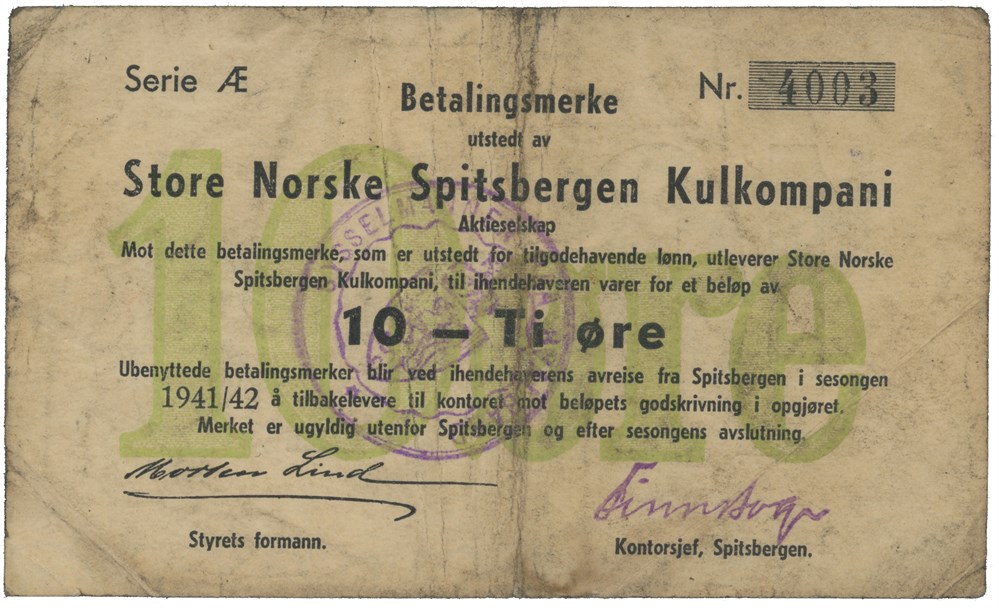 Serie Æ
Nr. 4003
Betalingsmerke
utstedt av
Store Norske Spitsbergen Kulkompani
Aktieselskap
Mot dette betalingsmerke, som er utstedt for tilgodehavende lønn, utleverer Store Norske
Spitsbergen Kulkompani, til ihendehaveren varer for et beløp av
10 — Ti øre
10 øre
Ubenyttede betalingsmerker blir ved ihendehaverens avreise fra Spitsbergen i sesongen
1941/42 å tilbakelevere til kontoret mot beløpets godskrivning i opgjøret.
Merket er ugyldig utenfor Spitsbergen og efter sesongens avslutning.
Morten Lind
Styrets formann.
Kontorsjef, Spitsbergen.